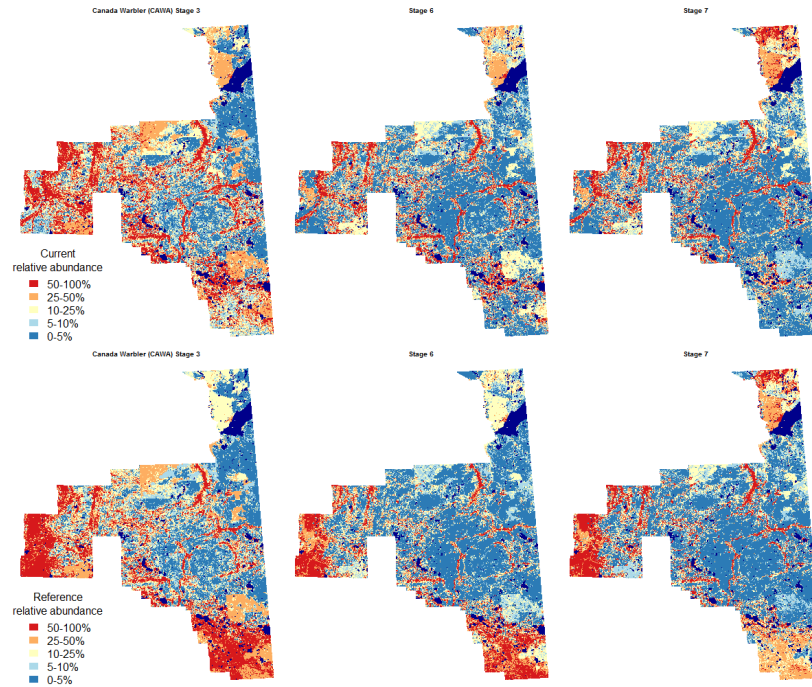 Canada Warbler (CAWA) Stage 3
Stage 6
Stage 7
Current
relative abundance
50-100%
25-50%
10-25%
5-10%
0-5%
Canada Warbler (CAWA) Stage 3
Stage 6
Stage 7
Reference
relative abundance
50-100%
25-50%
10-25%
5-10%
0-5%